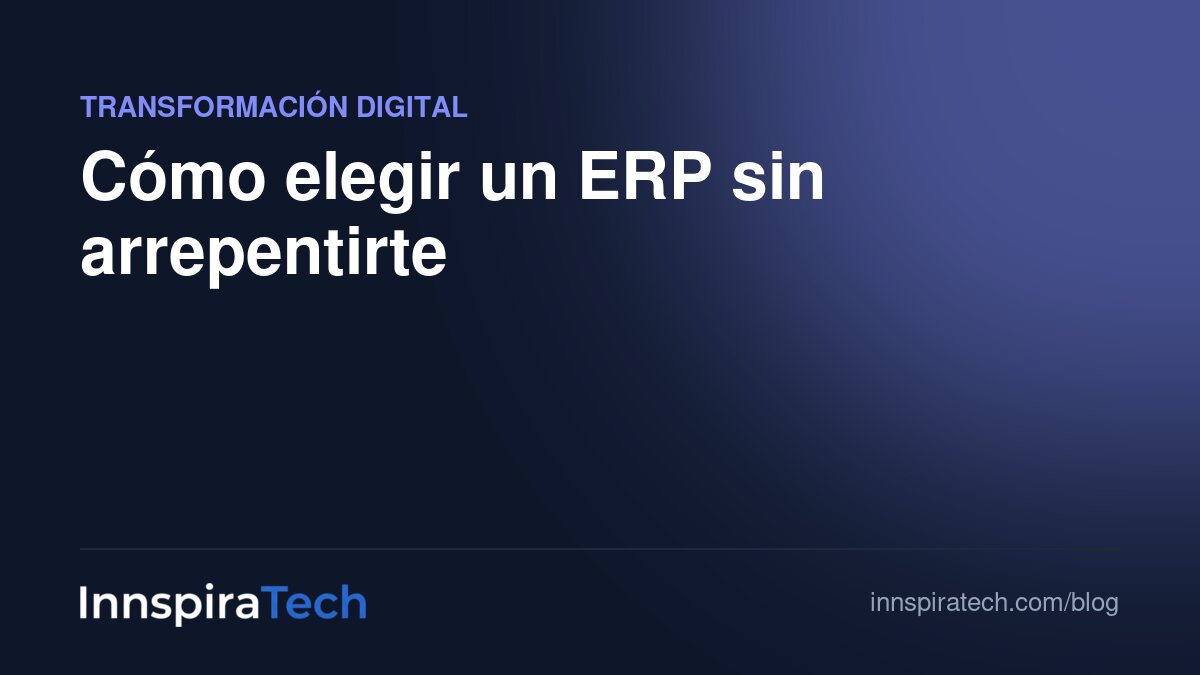 TRANSFORMACIÓN DIGITAL
Cómo elegir un ERP sin
arrepentirte
InnspiraTech
innspiratech.com/blog